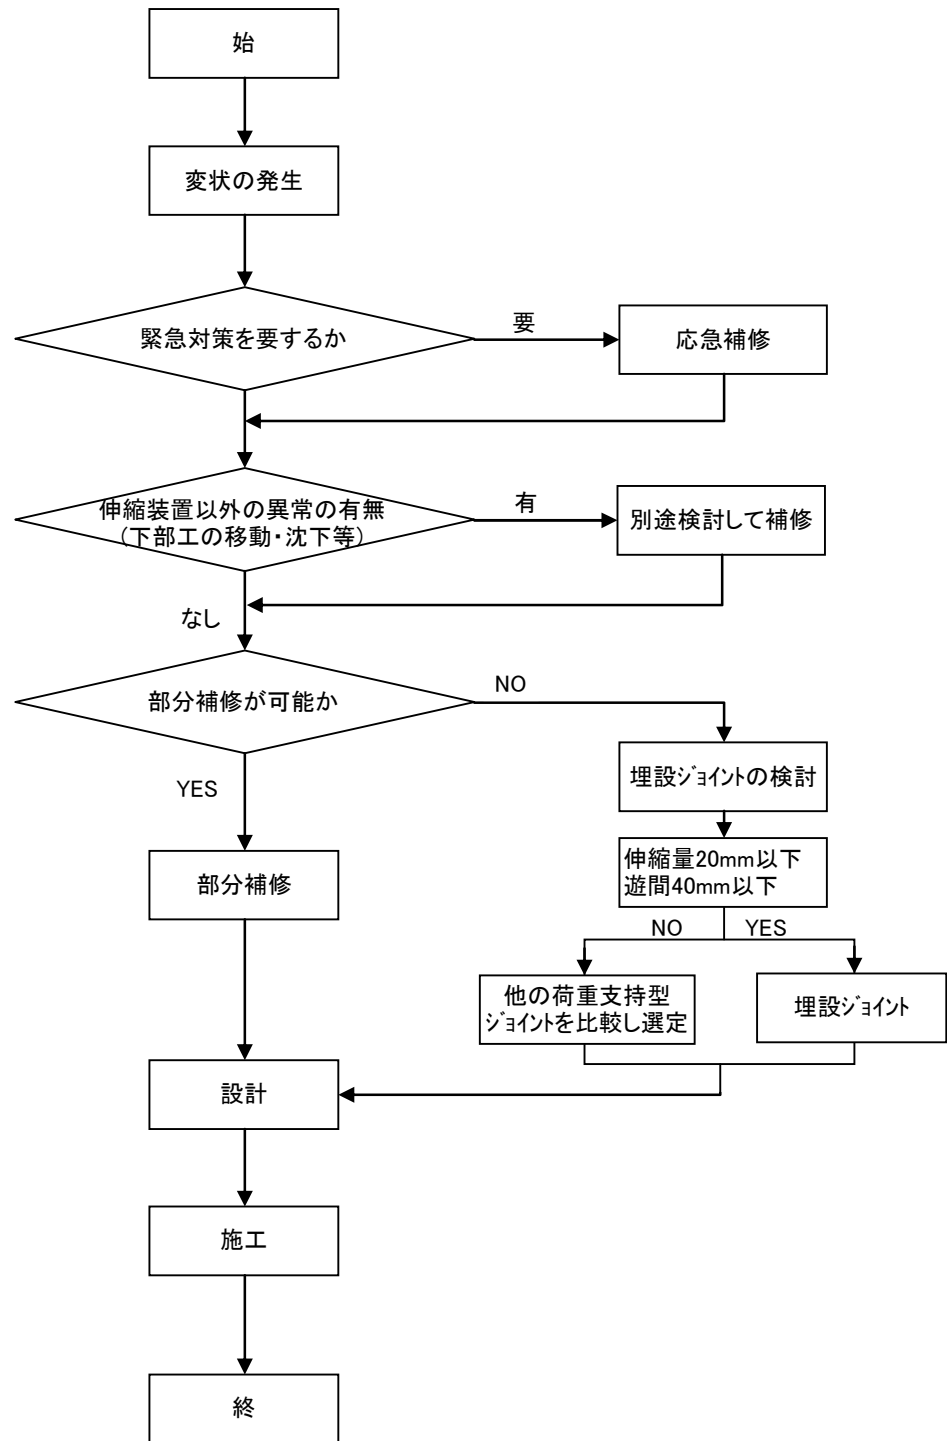 始
変状の発生
緊急対策を要するか
要
応急補修
伸縮装置以外の異常の有無
(下部工の移動・沈下等)
有
別途検討して補修
なし
部分補修が可能か
NO
YES
埋設ｼﾞｮｲﾝﾄの検討
伸縮量20mm以下
遊間40mm以下
部分補修
NO
YES
他の荷重支持型
ｼﾞｮｲﾝﾄを比較し選定
埋設ｼﾞｮｲﾝﾄ
設計
施工
終